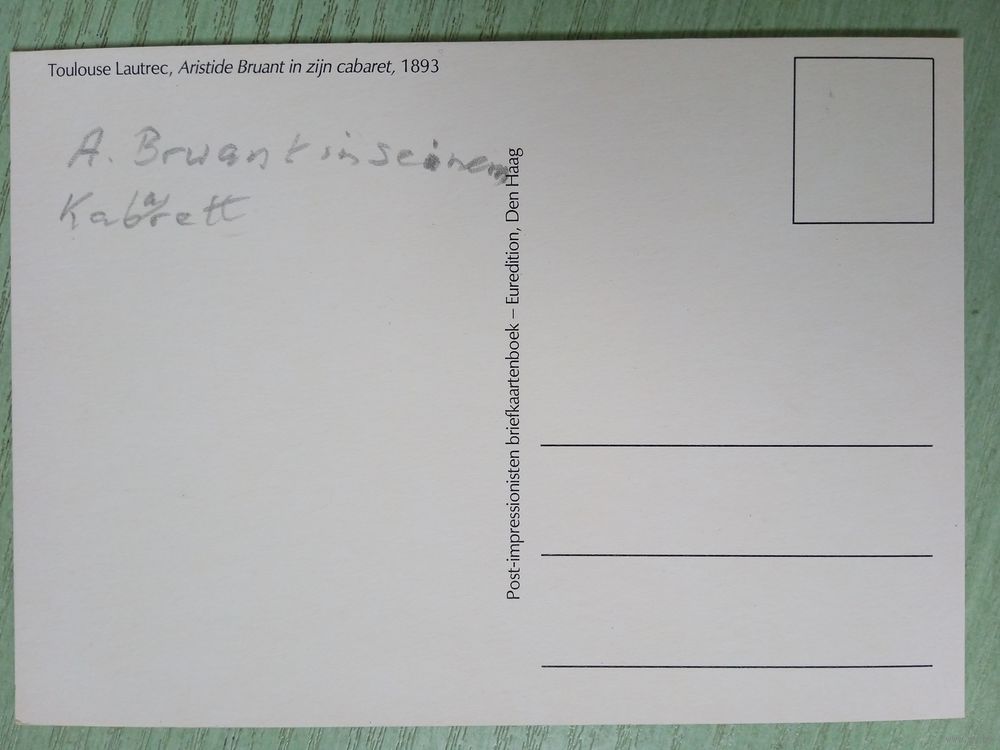 Toulouse Lautrec, Aristide Bruant in zijn cabaret, 1893
A. Bruant in seinem
Kabarett
Post-impressionisten briefkaartenboek – Euredition, Den Haag